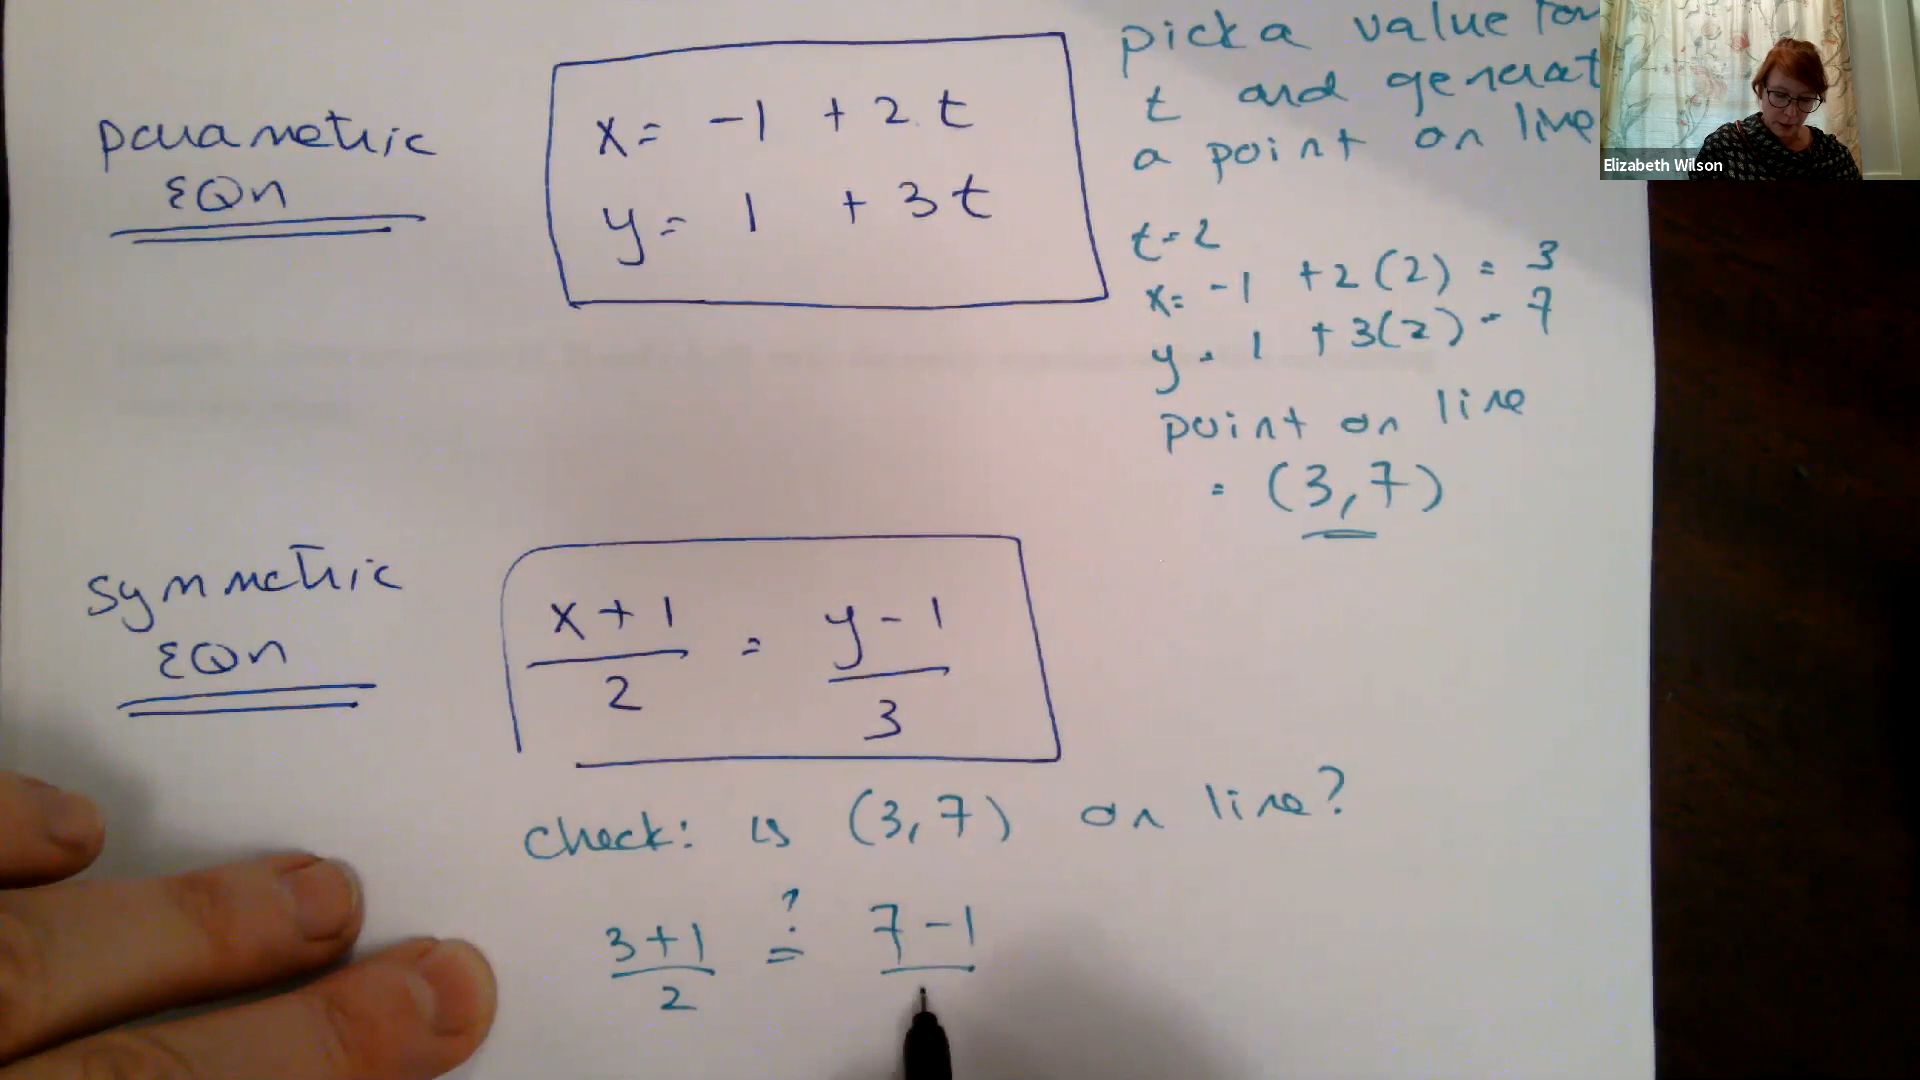 parametric
EQn
x = -1 + 2t
y = 1 + 3t
pick a value for
t and generat
a point on line
t = 2
x = -1 + 2(2) = 3
y = 1 + 3(2) = 7
point on line
= (3,7)
Elizabeth Wilson
symmetric
EQn
x + 1 / 2 = y - 1 / 3
check: is (3,7) on line?
3 + 1 / 2 ?= 7 - 1